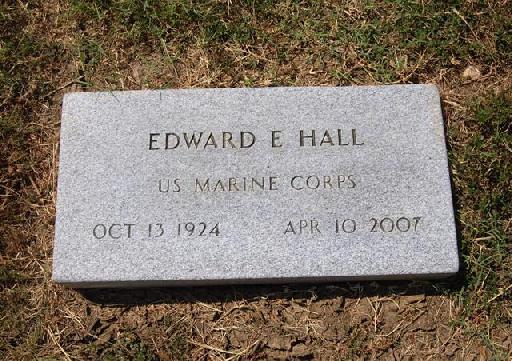 EDWARD E HALL
US MARINE CORPS
OCT 13 1924 APR 10 2007